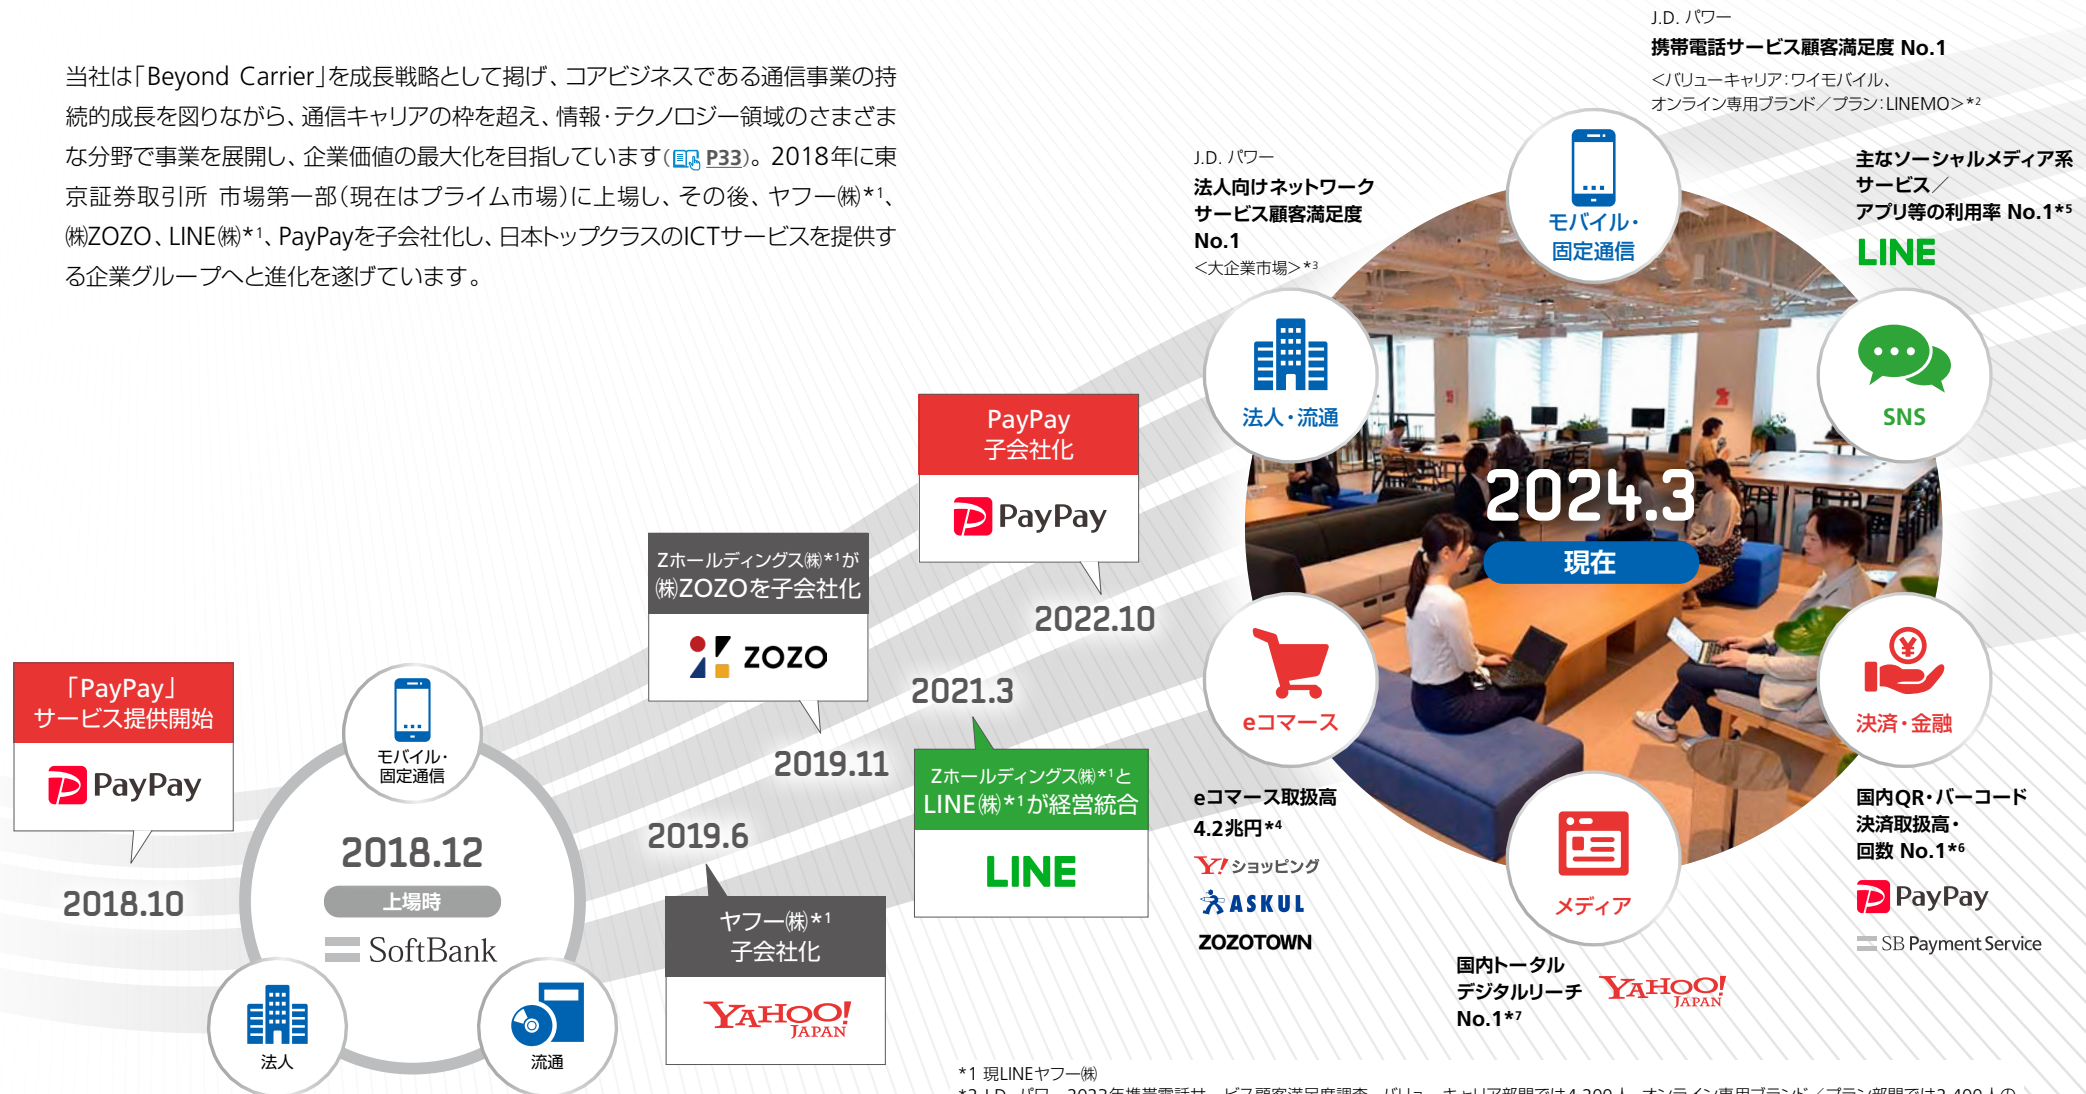 当社は「Beyond Carrier」を成長戦略として掲げ、コアビジネスである通信事業の持
続的成長を図りながら、通信キャリアの枠を超え、情報・テクノロジー領域のさまざま
な分野で事業を展開し、企業価値の最大化を目指しています(P33)。2018年に東
京証券取引所 市場第一部(現在はプライム市場)に上場し、その後、ヤフー㈱*1、
㈱ZOZO、LINE㈱*1、PayPayを子会社化し、日本トップクラスのICTサービスを提供す
る企業グループへと進化を遂げています。
「PayPay」
サービス提供開始
PayPay
2018.10
モバイル・
固定通信
2018.12
上場時
SoftBank
法人
流通
2019.6
ヤフー㈱*1
子会社化
YAHOO!
JAPAN
Zホールディングス㈱*1が
㈱ZOZOを子会社化
ZOZO
2019.11
2021.3
Zホールディングス㈱*1と
LINE㈱*1が経営統合
LINE
PayPay
子会社化
PayPay
2022.10
2024.3
現在
J.D. パワー
携帯電話サービス顧客満足度 No.1
<バリューキャリア:ワイモバイル、
オンライン専用ブランド/プラン:LINEMO>*2
モバイル・
固定通信
J.D. パワー
法人向けネットワーク
サービス顧客満足度
No.1
<大企業市場>*3
法人・流通
主なソーシャルメディア系
サービス/
アプリ等の利用率 No.1*5
LINE
SNS
eコマース
eコマース取扱高
4.2兆円*4
Y!ショッピング
ASKUL
ZOZOTOWN
メディア
国内トータル
デジタルリーチ
No.1*7
YAHOO!
JAPAN
決済・金融
国内QR・バーコード
決済取扱高・
回数 No.1*6
PayPay
SB Payment Service
*1 現LINEヤフー㈱